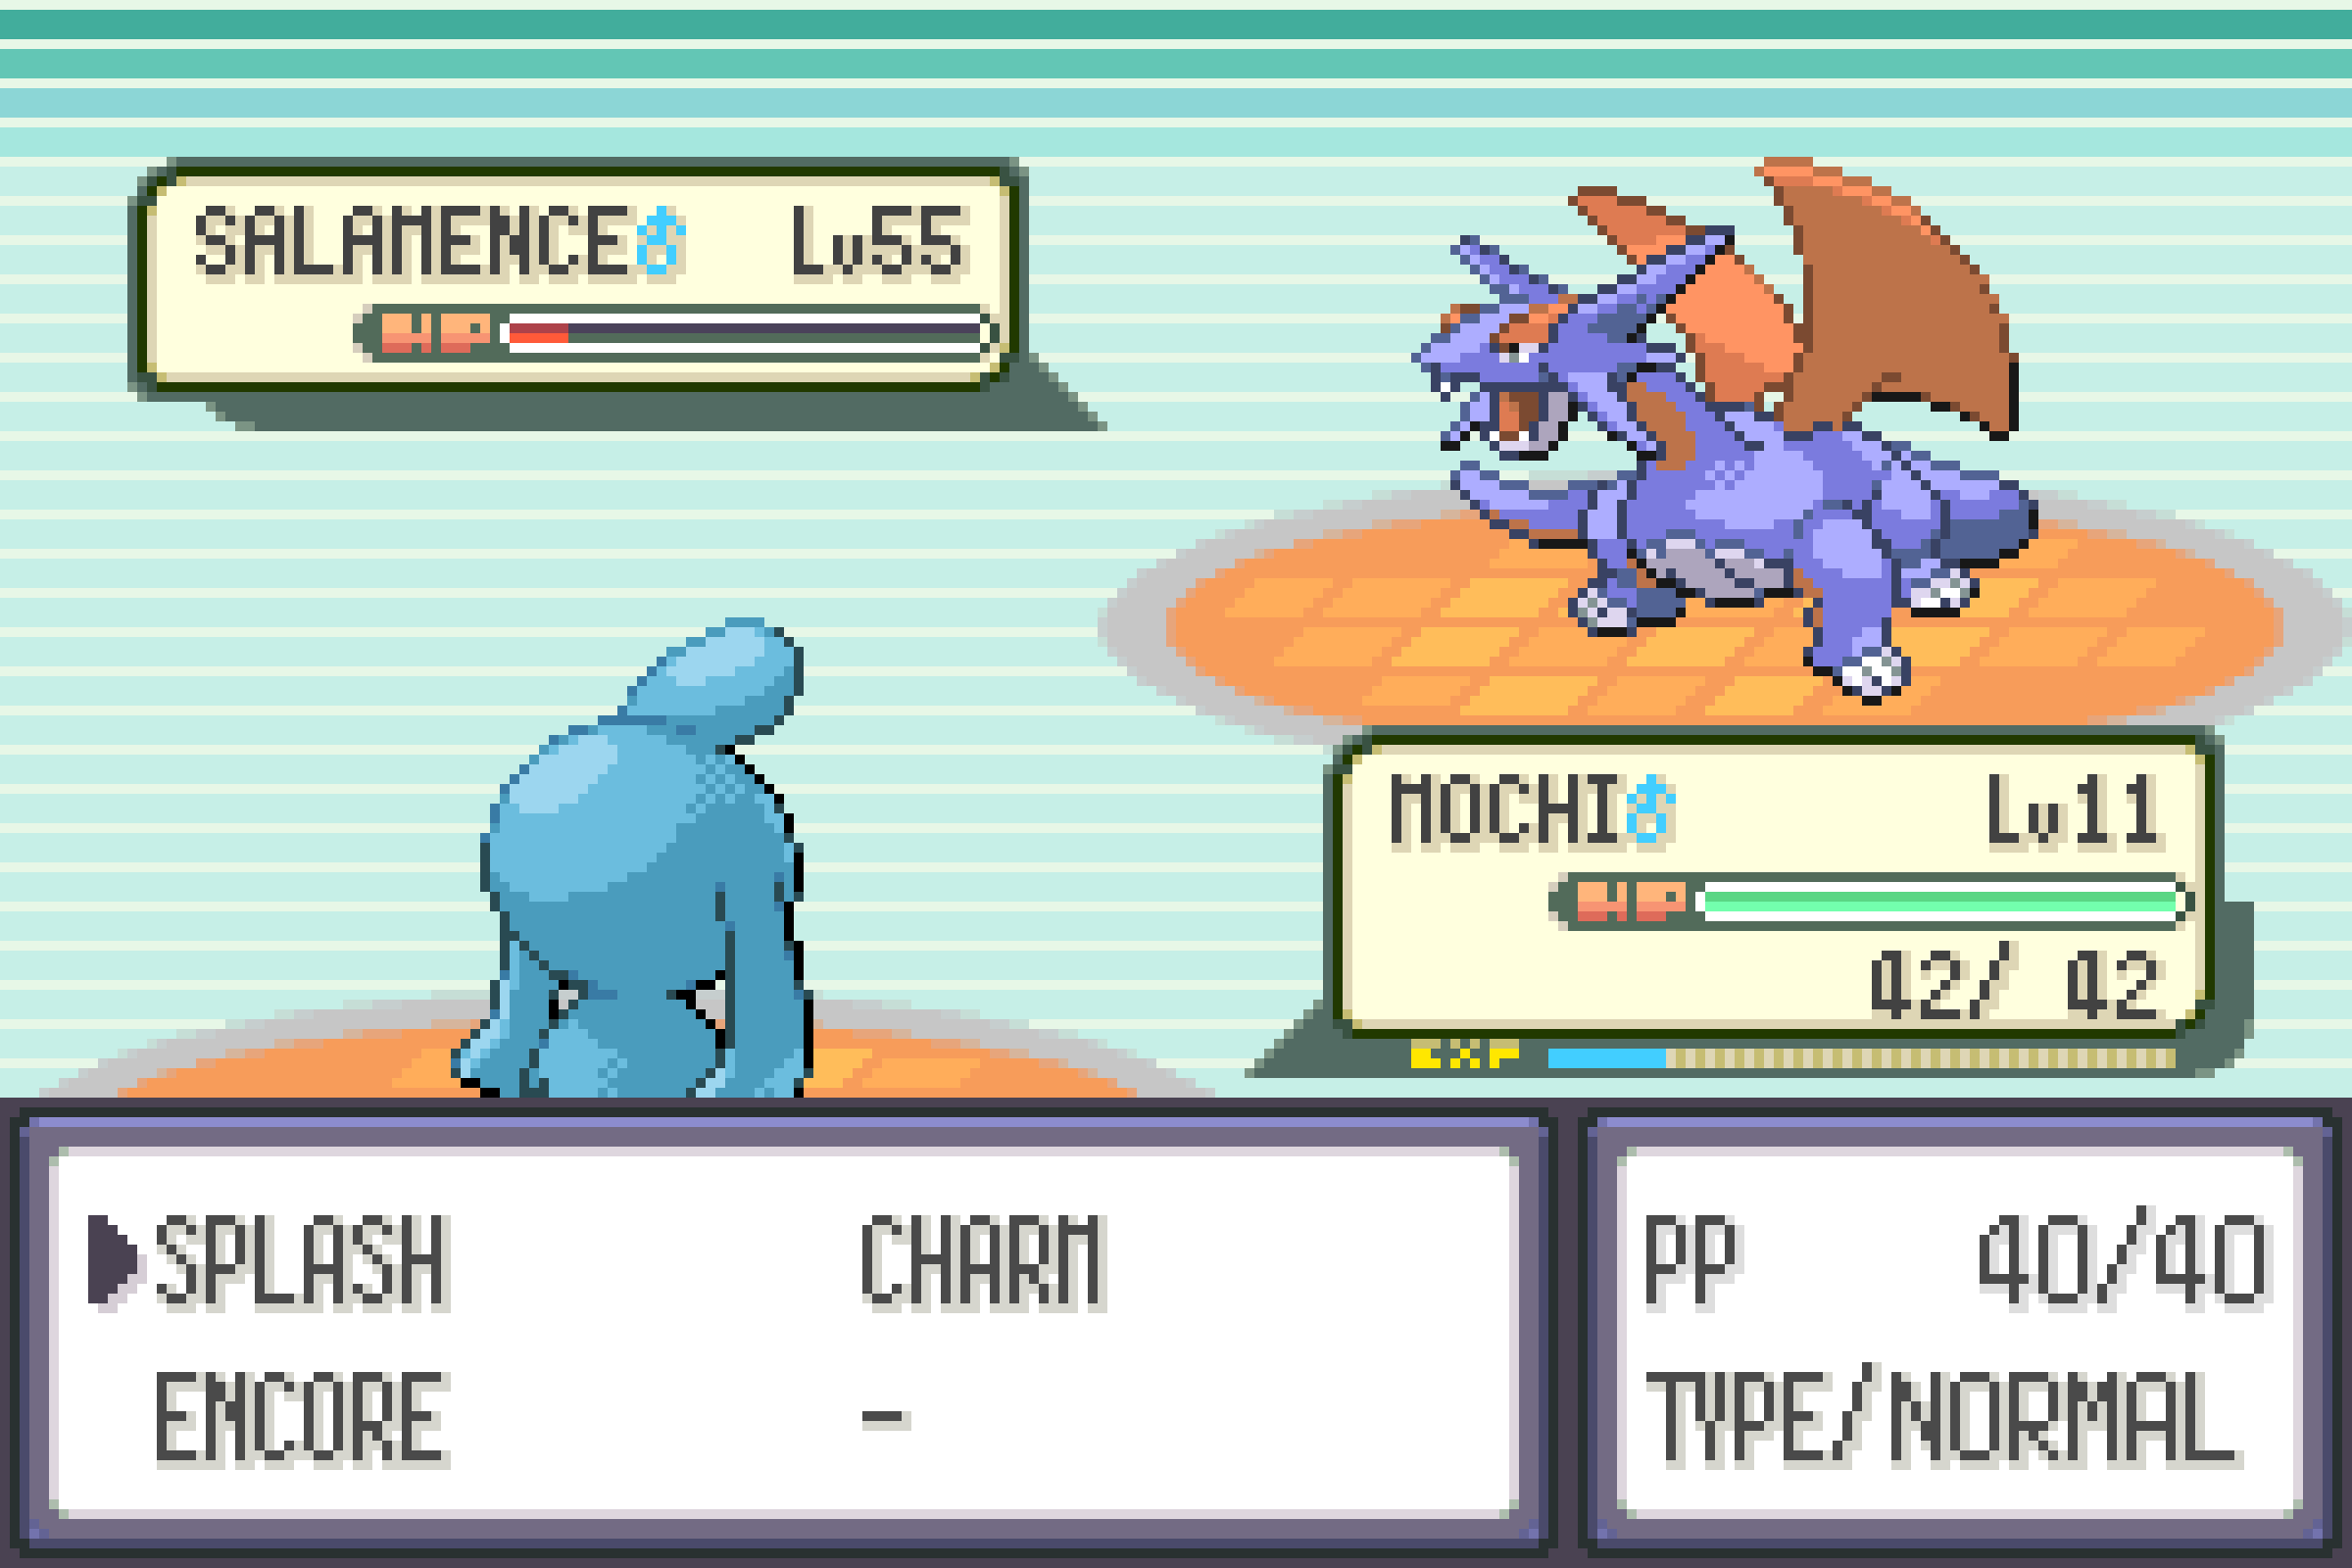 SALAMENCE♂ Lv55
HP
MOCHI♂ Lv11
HP
42/ 42
EXP
SPLASH CHARM
ENCORE -
PP 40/40
TYPE/NORMAL